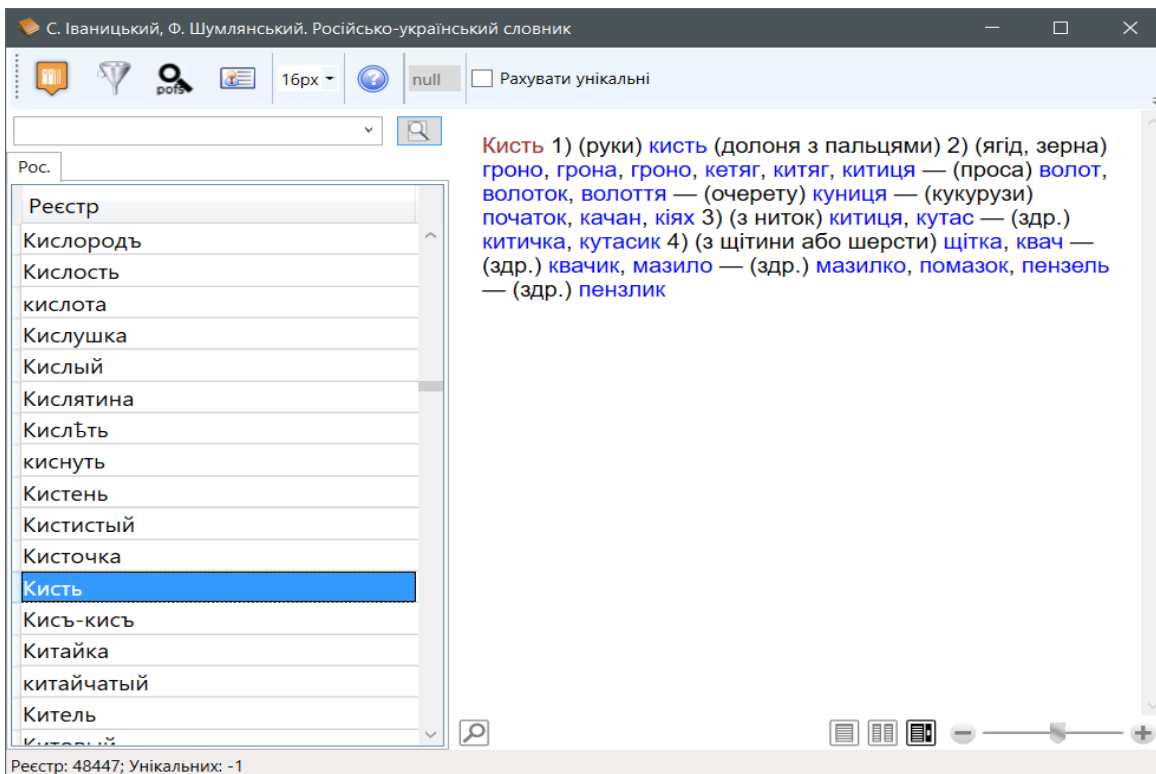 С. Іваницький, Ф. Шумлянський. Російсько-український словник
pofs
16px
null
Рахувати унікальні
Рос.
Реєстр
Кислородъ
Кислость
кислота
Кислушка
Кислый
Кислятина
Кислѣть
киснуть
Кистень
Кистистый
Кисточка
Кисть
Кисъ-кисъ
Китайка
китайчатый
Китель
Китовый
Кисть 1) (руки) кисть (долоня з пальцями) 2) (ягід, зерна)
гроно, грона, гроно, кетяг, китяг, китиця — (проса) волот,
волоток, волоття — (очерету) куниця — (кукурузи)
початок, качан, кіях 3) (з ниток) китиця, кутас — (здр.)
китичка, кутасик 4) (з щітини або шерсти) щітка, квач —
(здр.) квачик, мазило — (здр.) мазилко, помазок, пензель
— (здр.) пензлик
Реєстр: 48447; Унікальних: -1